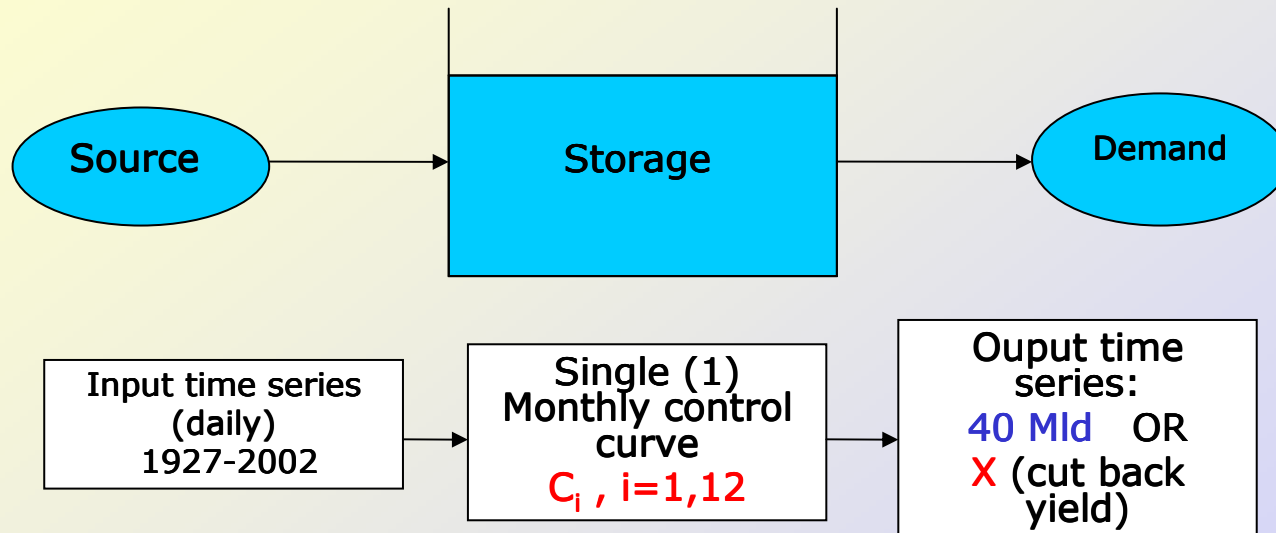 Source
Storage
Demand
Input time series
(daily)
1927-2002
Single (1)
Monthly control
curve
Ci , i=1,12
Ouput time
series:
40 Mld OR
X (cut back
yield)